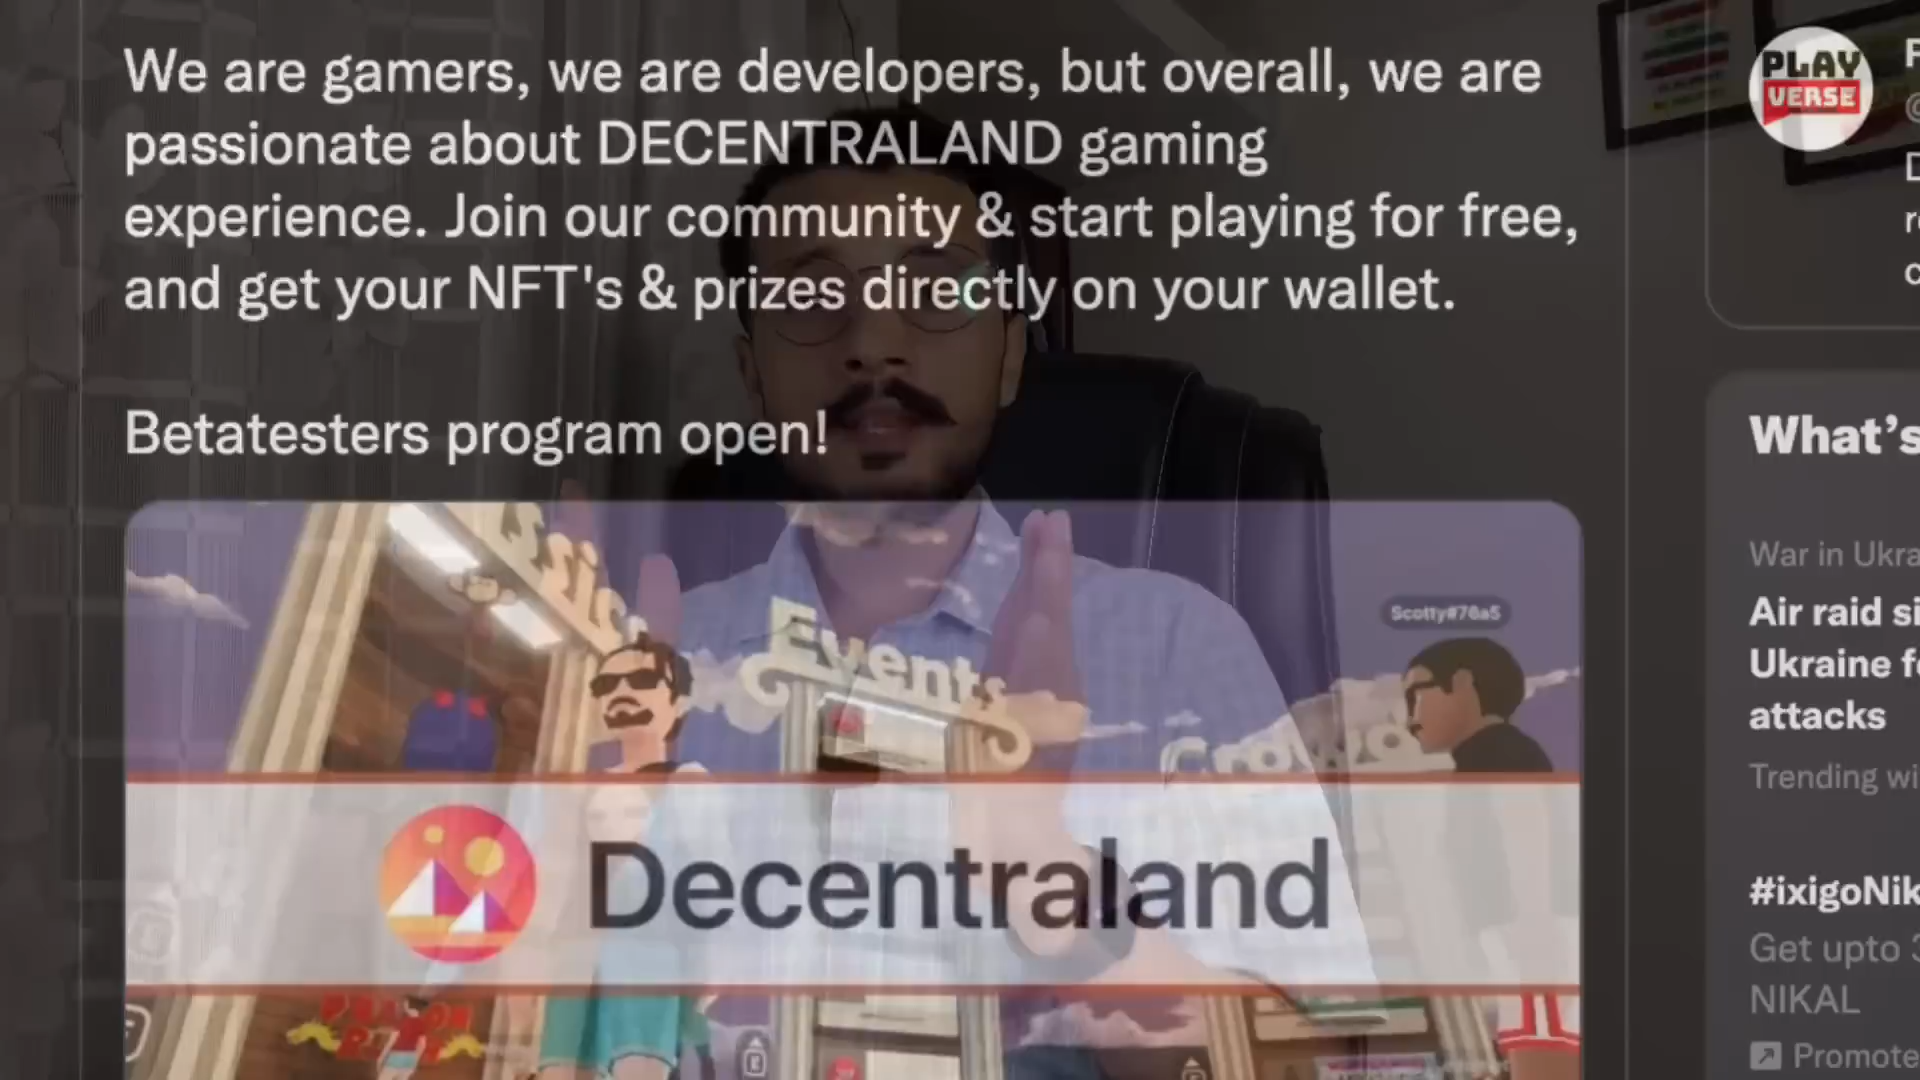 We are gamers, we are developers, but overall, we are
passionate about DECENTRALAND gaming
experience. Join our community & start playing for free,
and get your NFT's & prizes directly on your wallet.
Betatesters program open!
PLAY
VERSE
Events
Scotty#76a5
Decentraland
What's
War in Ukra
Air raid si
Ukraine fo
attacks
Trending wi
#ixigoNik
Get upto 3
NIKAL
Promote